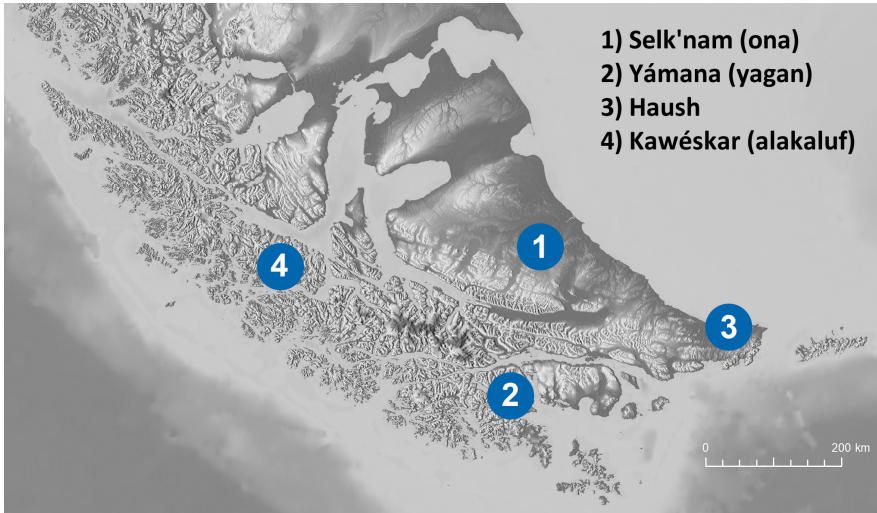 1) Selk'nam (ona)
2) Yámana (yagan)
3) Haush
4) Kawéskar (alakaluf)
1
4
3
2
0 200 km